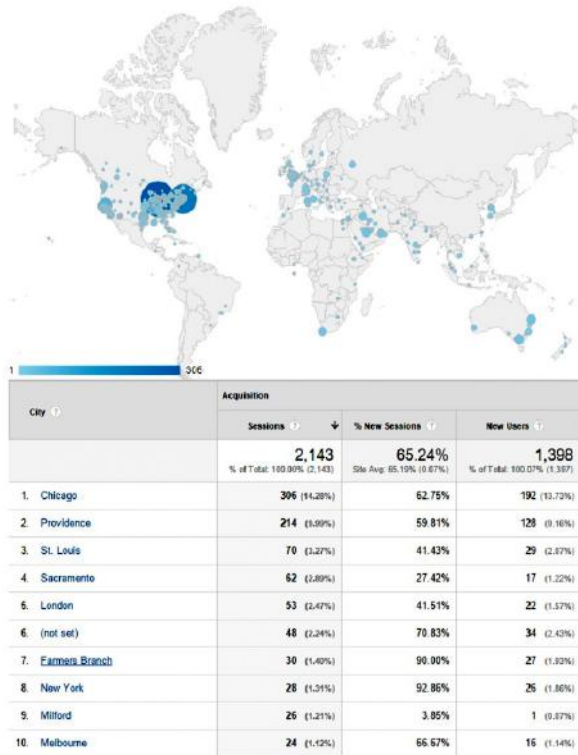 1 306
City Acquisition
Sessions % New Sessions New Users
2,143 65.24% 1,398
% of Total: 100.00% (2,143) Site Avg: 65.19% (0.07%) % of Total: 100.07% (1,397)
1. Chicago 306 (14.28%) 62.75% 192 (13.73%)
2. Providence 214 (9.99%) 59.81% 128 (9.16%)
3. St. Louis 70 (3.27%) 41.43% 29 (2.07%)
4. Sacramento 62 (2.89%) 27.42% 17 (1.22%)
5. London 53 (2.47%) 41.51% 22 (1.57%)
6. (not set) 48 (2.24%) 70.83% 34 (2.43%)
7. Farmers Branch 30 (1.40%) 90.00% 27 (1.93%)
8. New York 28 (1.31%) 92.86% 26 (1.86%)
9. Milford 26 (1.21%) 3.85% 1 (0.07%)
10. Melbourne 24 (1.12%) 66.67% 16 (1.14%)